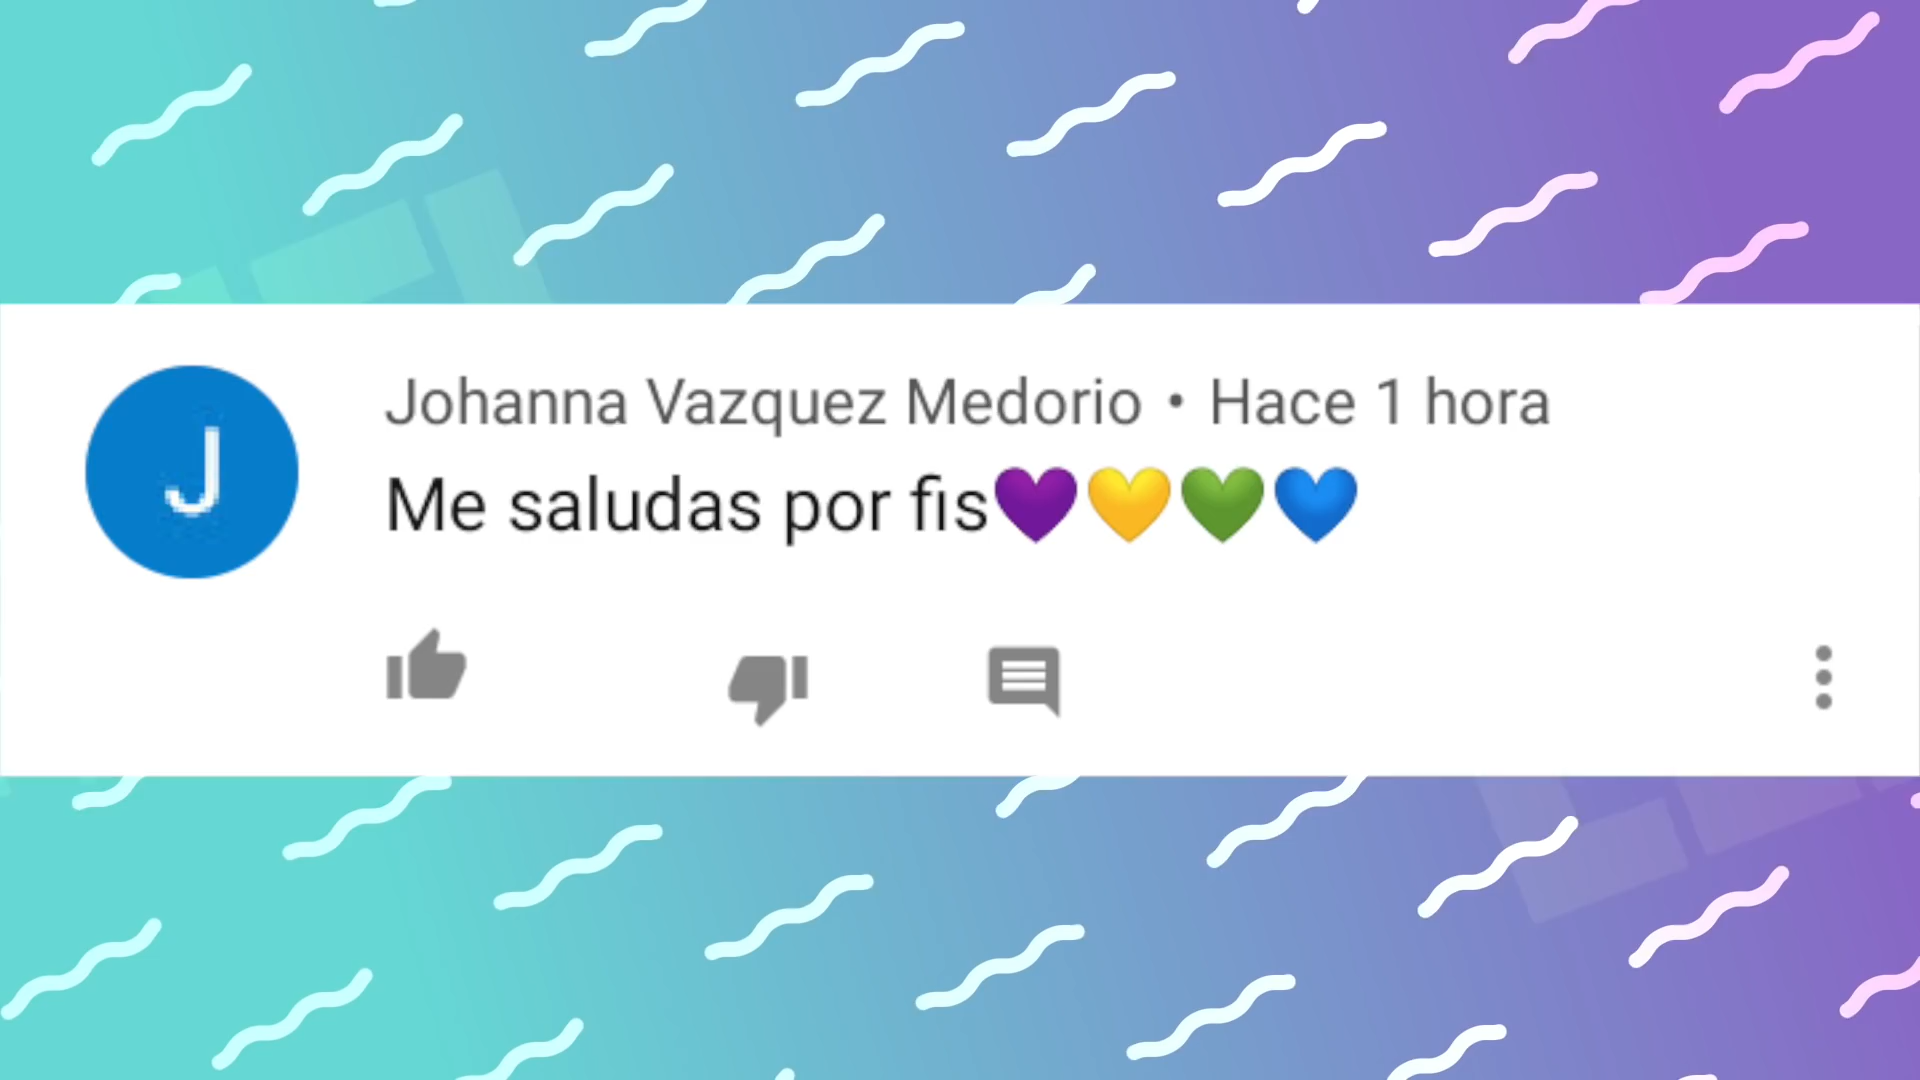 J
Johanna Vazquez Medorio • Hace 1 hora
Me saludas por fis💜💛💚💙